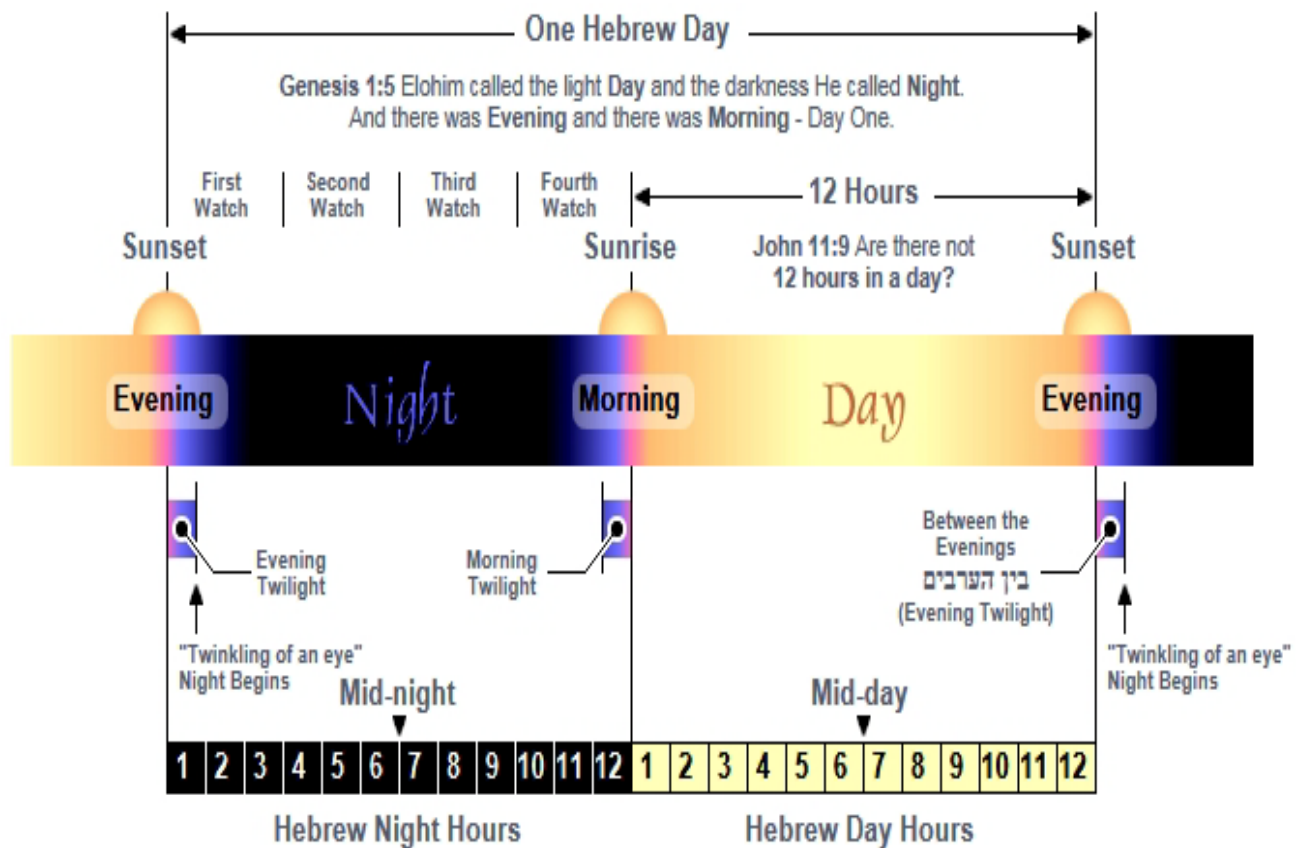 One Hebrew Day
Genesis 1:5 Elohim called the light Day and the darkness He called Night.
And there was Evening and there was Morning - Day One.
First
Watch
Second
Watch
Third
Watch
Fourth
Watch
12 Hours
Sunset
Sunrise
John 11:9 Are there not
12 hours in a day?
Sunset
Evening
Night
Morning
Day
Evening
Evening
Twilight
Morning
Twilight
Between the
Evenings
בין הערבים
(Evening Twilight)
"Twinkling of an eye"
Night Begins
"Twinkling of an eye"
Night Begins
Mid-night
Mid-day
1 2 3 4 5 6 7 8 9 10 11 12 1 2 3 4 5 6 7 8 9 10 11 12
Hebrew Night Hours
Hebrew Day Hours